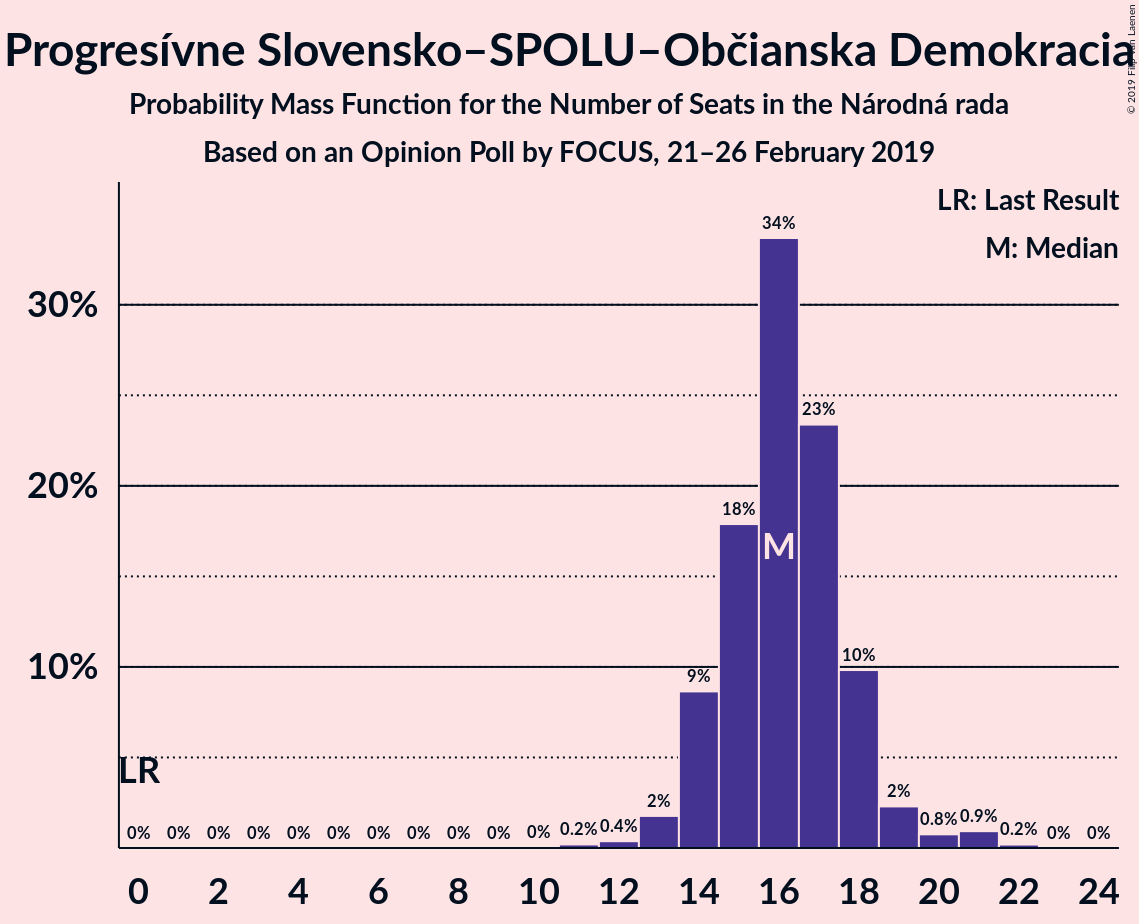 Progresívne Slovensko–SPOLU–Občianska Demokracia
Probability Mass Function for the Number of Seats in the Národná rada
Based on an Opinion Poll by FOCUS, 21–26 February 2019
© 2019 Filip van Laenen
LR: Last Result
M: Median
30%
20%
10%
34%
23%
18%
M
10%
9%
LR
2%
2%
0% 0% 0% 0% 0% 0% 0% 0% 0% 0% 0% 0.2% 0.4% 0.8% 0.9% 0.2% 0% 0%
0 2 4 6 8 10 12 14 16 18 20 22 24